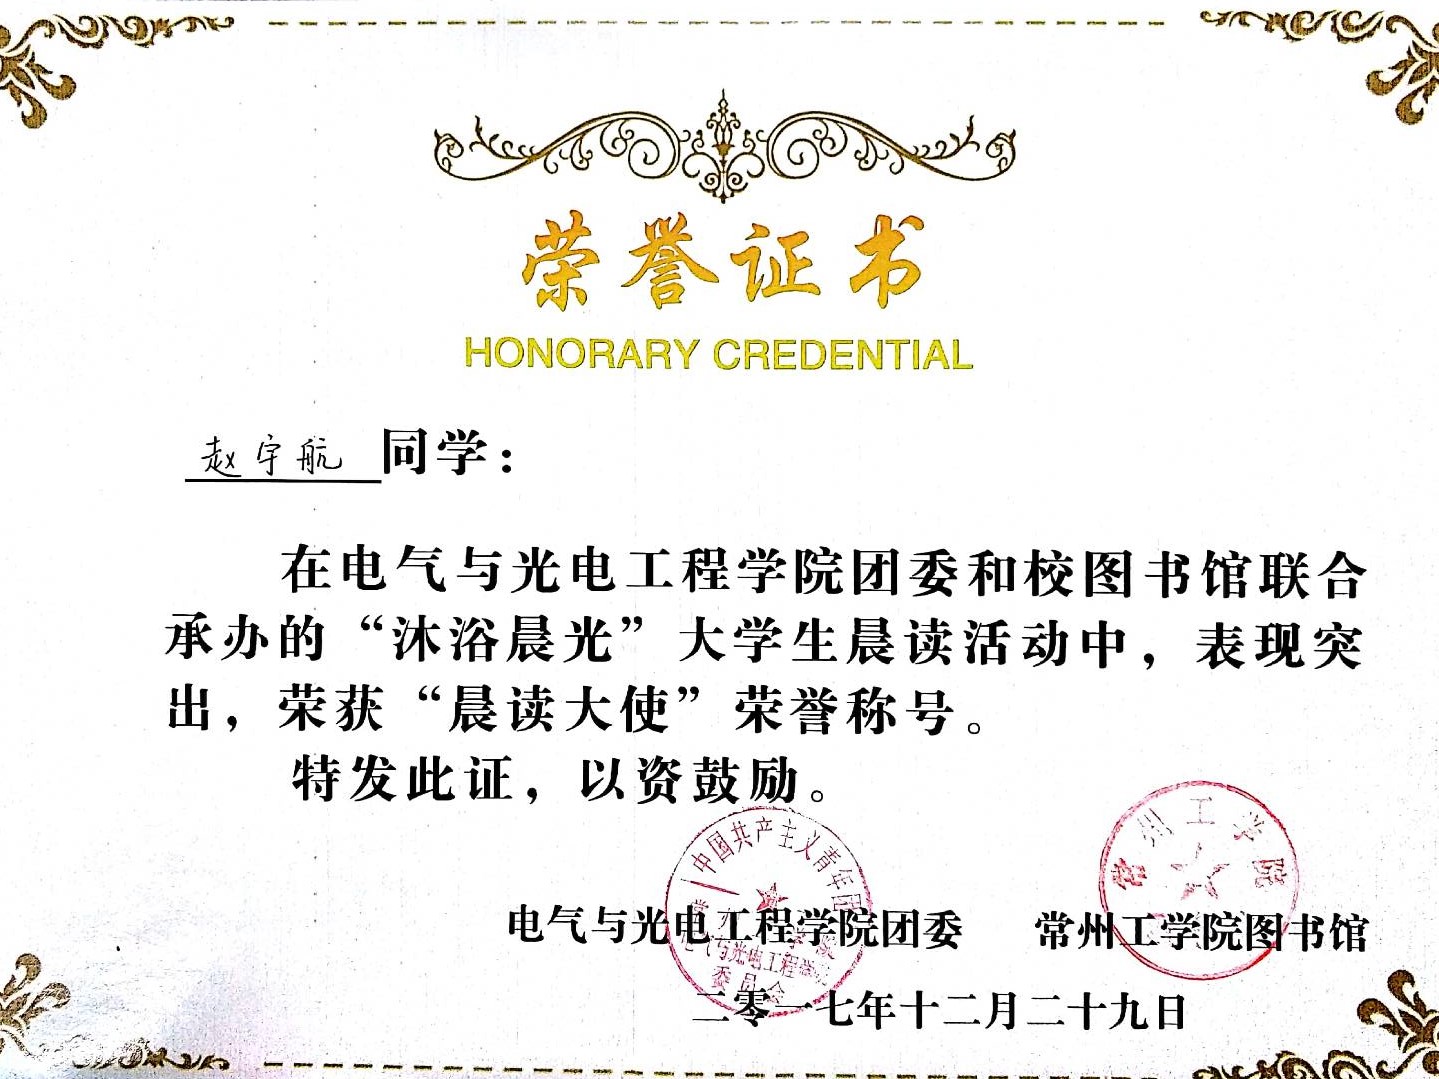 荣誉证书
HONORARY CREDENTIAL
赵宇航 同学：
在电气与光电工程学院团委和校图书馆联合
承办的“沐浴晨光”大学生晨读活动中，表现突
出，荣获“晨读大使”荣誉称号。
特发此证，以资鼓励。
中国共产主义青年团
常州工学院
电气与光电工程学院
委员会
常州工学院
电气与光电工程学院团委 常州工学院图书馆
二零一七年十二月二十九日